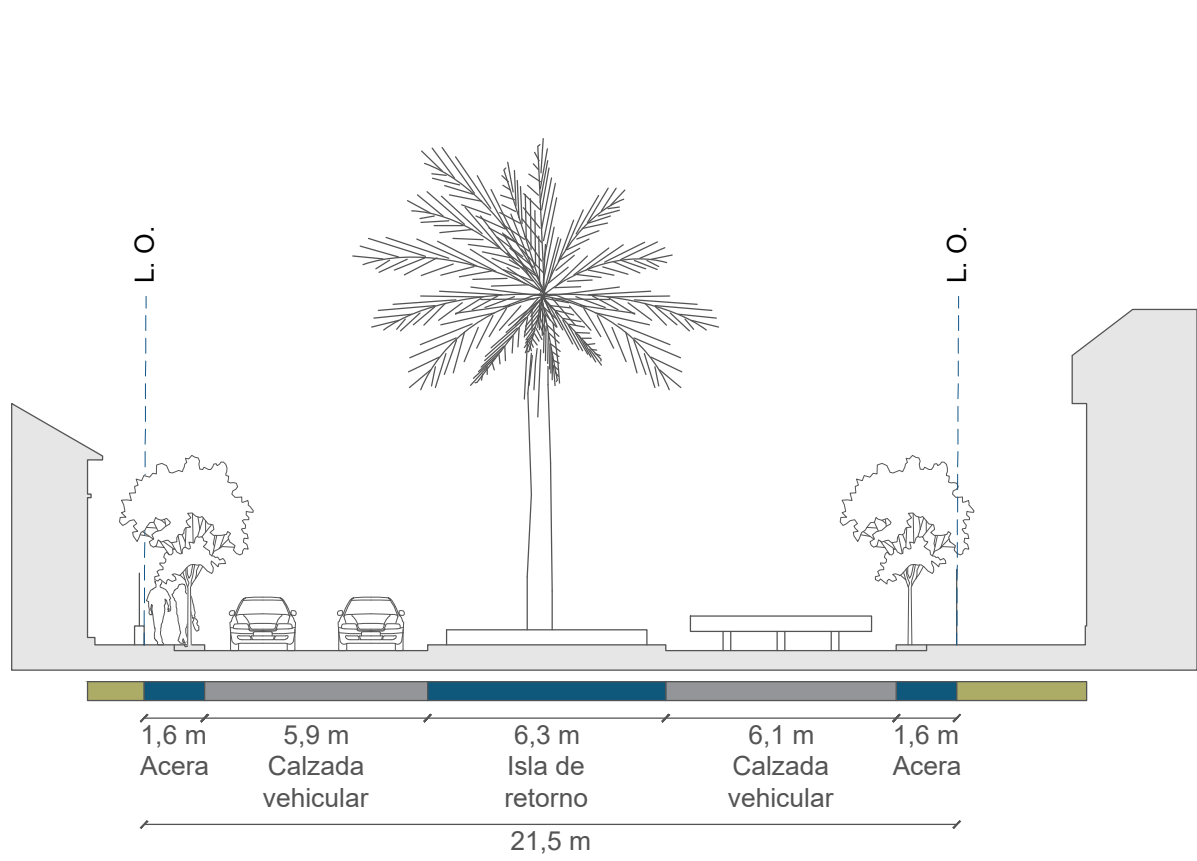 L. O.
L. O.
1,6 m
Acera
5,9 m
Calzada
vehicular
6,3 m
Isla de
retorno
6,1 m
Calzada
vehicular
1,6 m
Acera
21,5 m